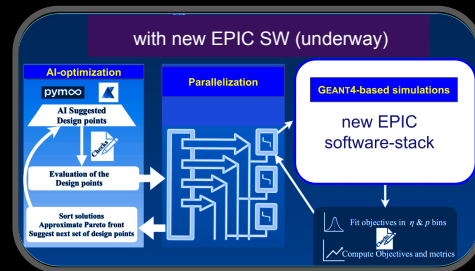 with new EPIC SW (underway)
AI-optimization
pymoo
AI Suggested
Design points
Checks
Evaluation of the
Design points
Sort solutions
Approximate Pareto front
Suggest next set of design points
Parallelization
GEANT4-based simulations
new EPIC
software-stack
Fit objectives in η & p bins
Compute Objectives and metrics